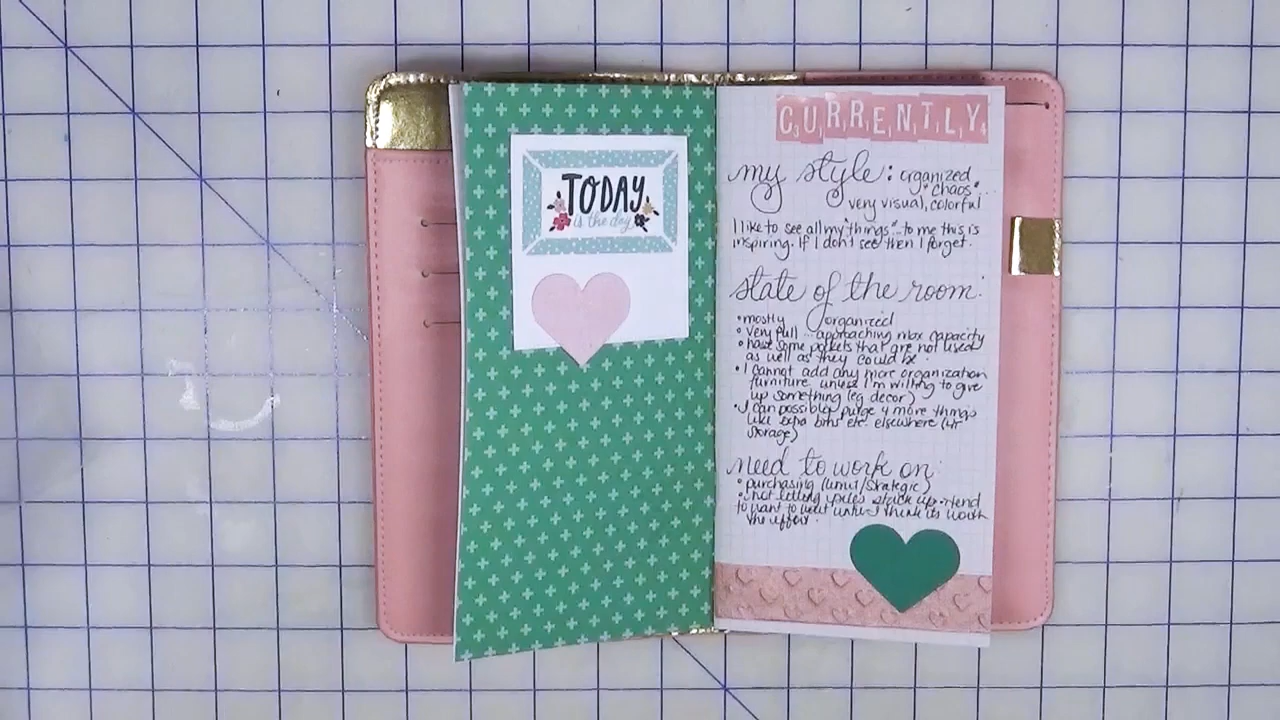 TODAY
is the day
CURRENTLY
my style: organized
"chaos"...
very visual, colorful
I like to see all my "things" - to me this is
inspiring. If I don't see then I forget.
state of the room:
• mostly organized
• very full... approaching max capacity
• have some pockets that are not used
as well as they could be.
• I cannot add any more organization
furniture unless I'm willing to give
up something (eg decor)
• I can possibly purge & more things
like bins etc. elsewhere (
storage)
need to work on:
• purchasing (limit/strategic)
• not letting piles stack up - tend
to want to wait until I think its worth
the effort.